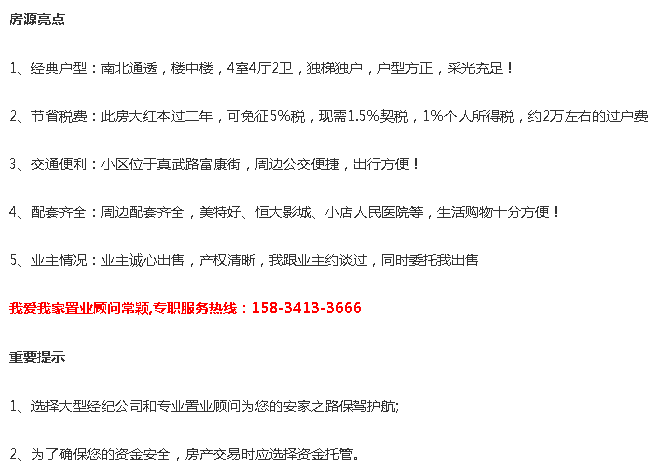 房源亮点
1、经典户型：南北通透，楼中楼，4室4厅2卫，独梯独户，户型方正，采光充足！
2、节省税费：此房大红本过二年，可免征5%税，现需1.5%契税，1%个人所得税，约2万左右的过户费
3、交通便利：小区位于真武路富康街，周边公交便捷，出行方便！
4、配套齐全：周边配套齐全，美特好、恒大影城、小店人民医院等，生活购物十分方便！
5、业主情况：业主诚心出售，产权清晰，我跟业主约谈过，同时委托我出售
我爱我家置业顾问常颖,专职服务热线：158-3413-3666
重要提示
1、选择大型经纪公司和专业置业顾问为您的安家之路保驾护航;
2、为了确保您的资金安全，房产交易时应选择资金托管。